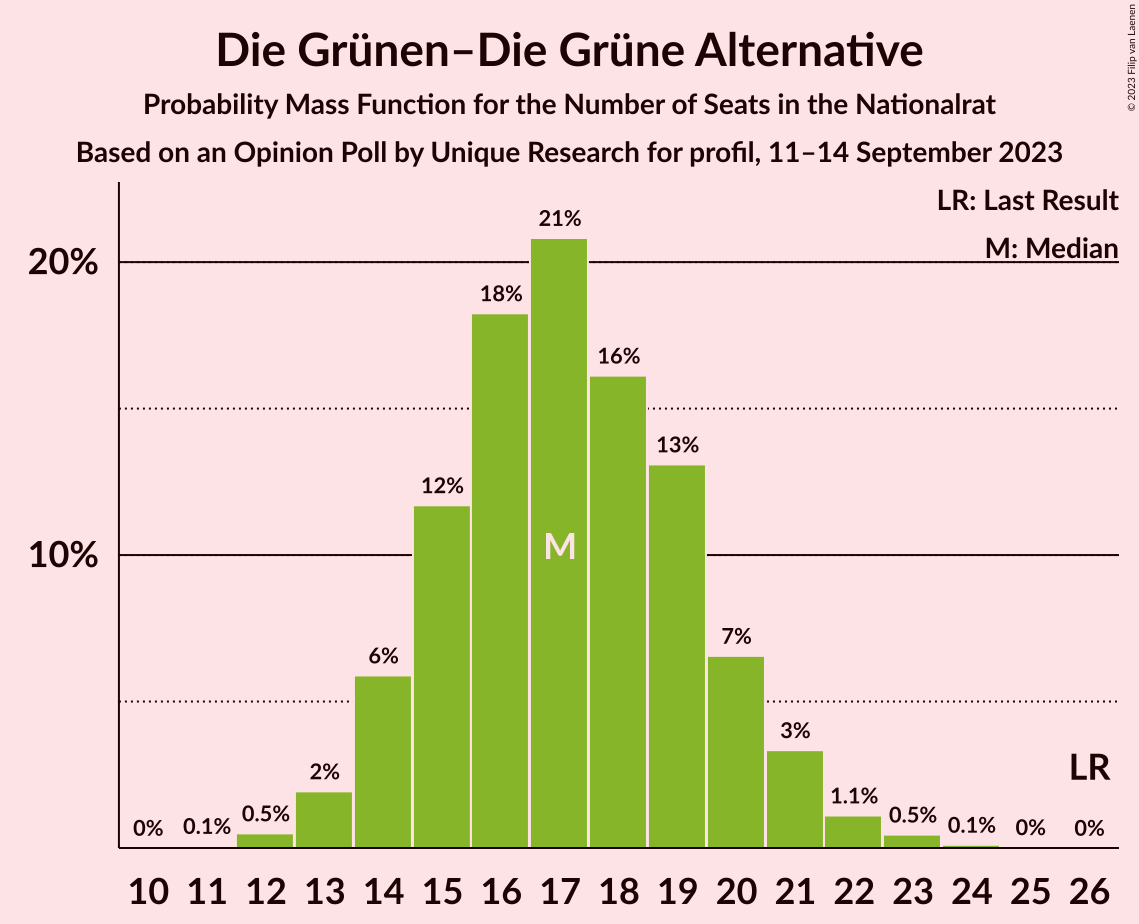 Die Grünen–Die Grüne Alternative
Probability Mass Function for the Number of Seats in the Nationalrat
Based on an Opinion Poll by Unique Research for profil, 11–14 September 2023
© 2023 Filip van Laenen
LR: Last Result
M: Median
20%
10%
0%
0.1%
0.5%
2%
6%
12%
18%
21%
16%
13%
7%
3%
1.1%
0.5%
0.1%
0%
0%
M
LR
10 11 12 13 14 15 16 17 18 19 20 21 22 23 24 25 26